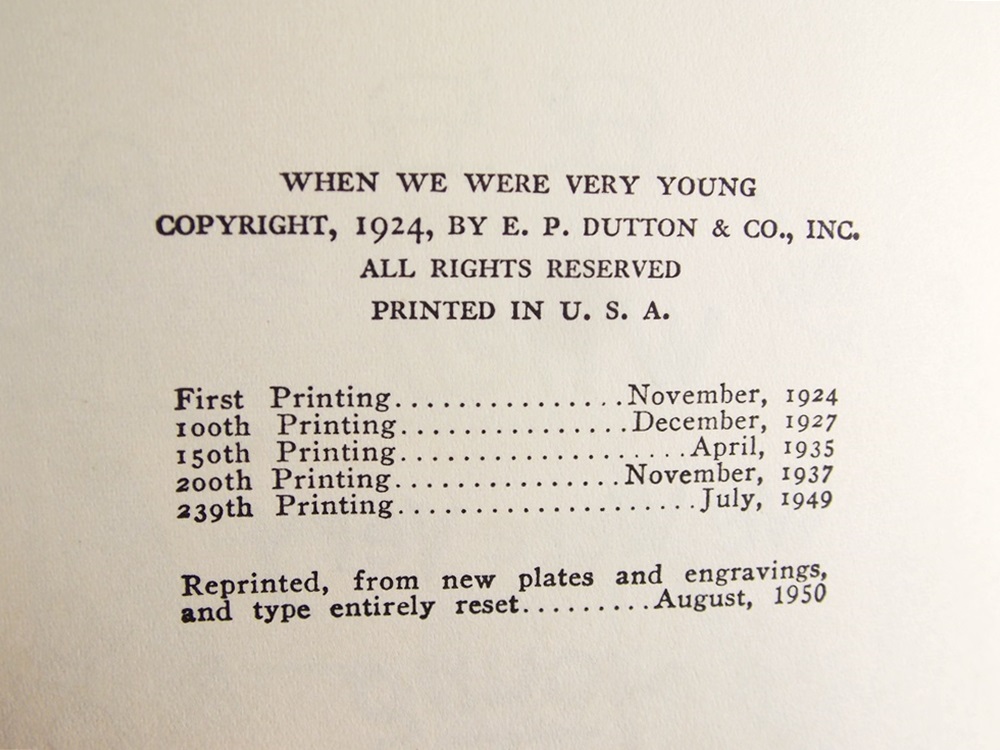 WHEN WE WERE VERY YOUNG
COPYRIGHT, 1924, BY E. P. DUTTON & CO., INC.
ALL RIGHTS RESERVED
PRINTED IN U. S. A.
First Printing...............November, 1924
100th Printing...............December, 1927
150th Printing...................April, 1935
200th Printing...............November, 1937
239th Printing....................July, 1949
Reprinted, from new plates and engravings,
and type entirely reset.........August, 1950